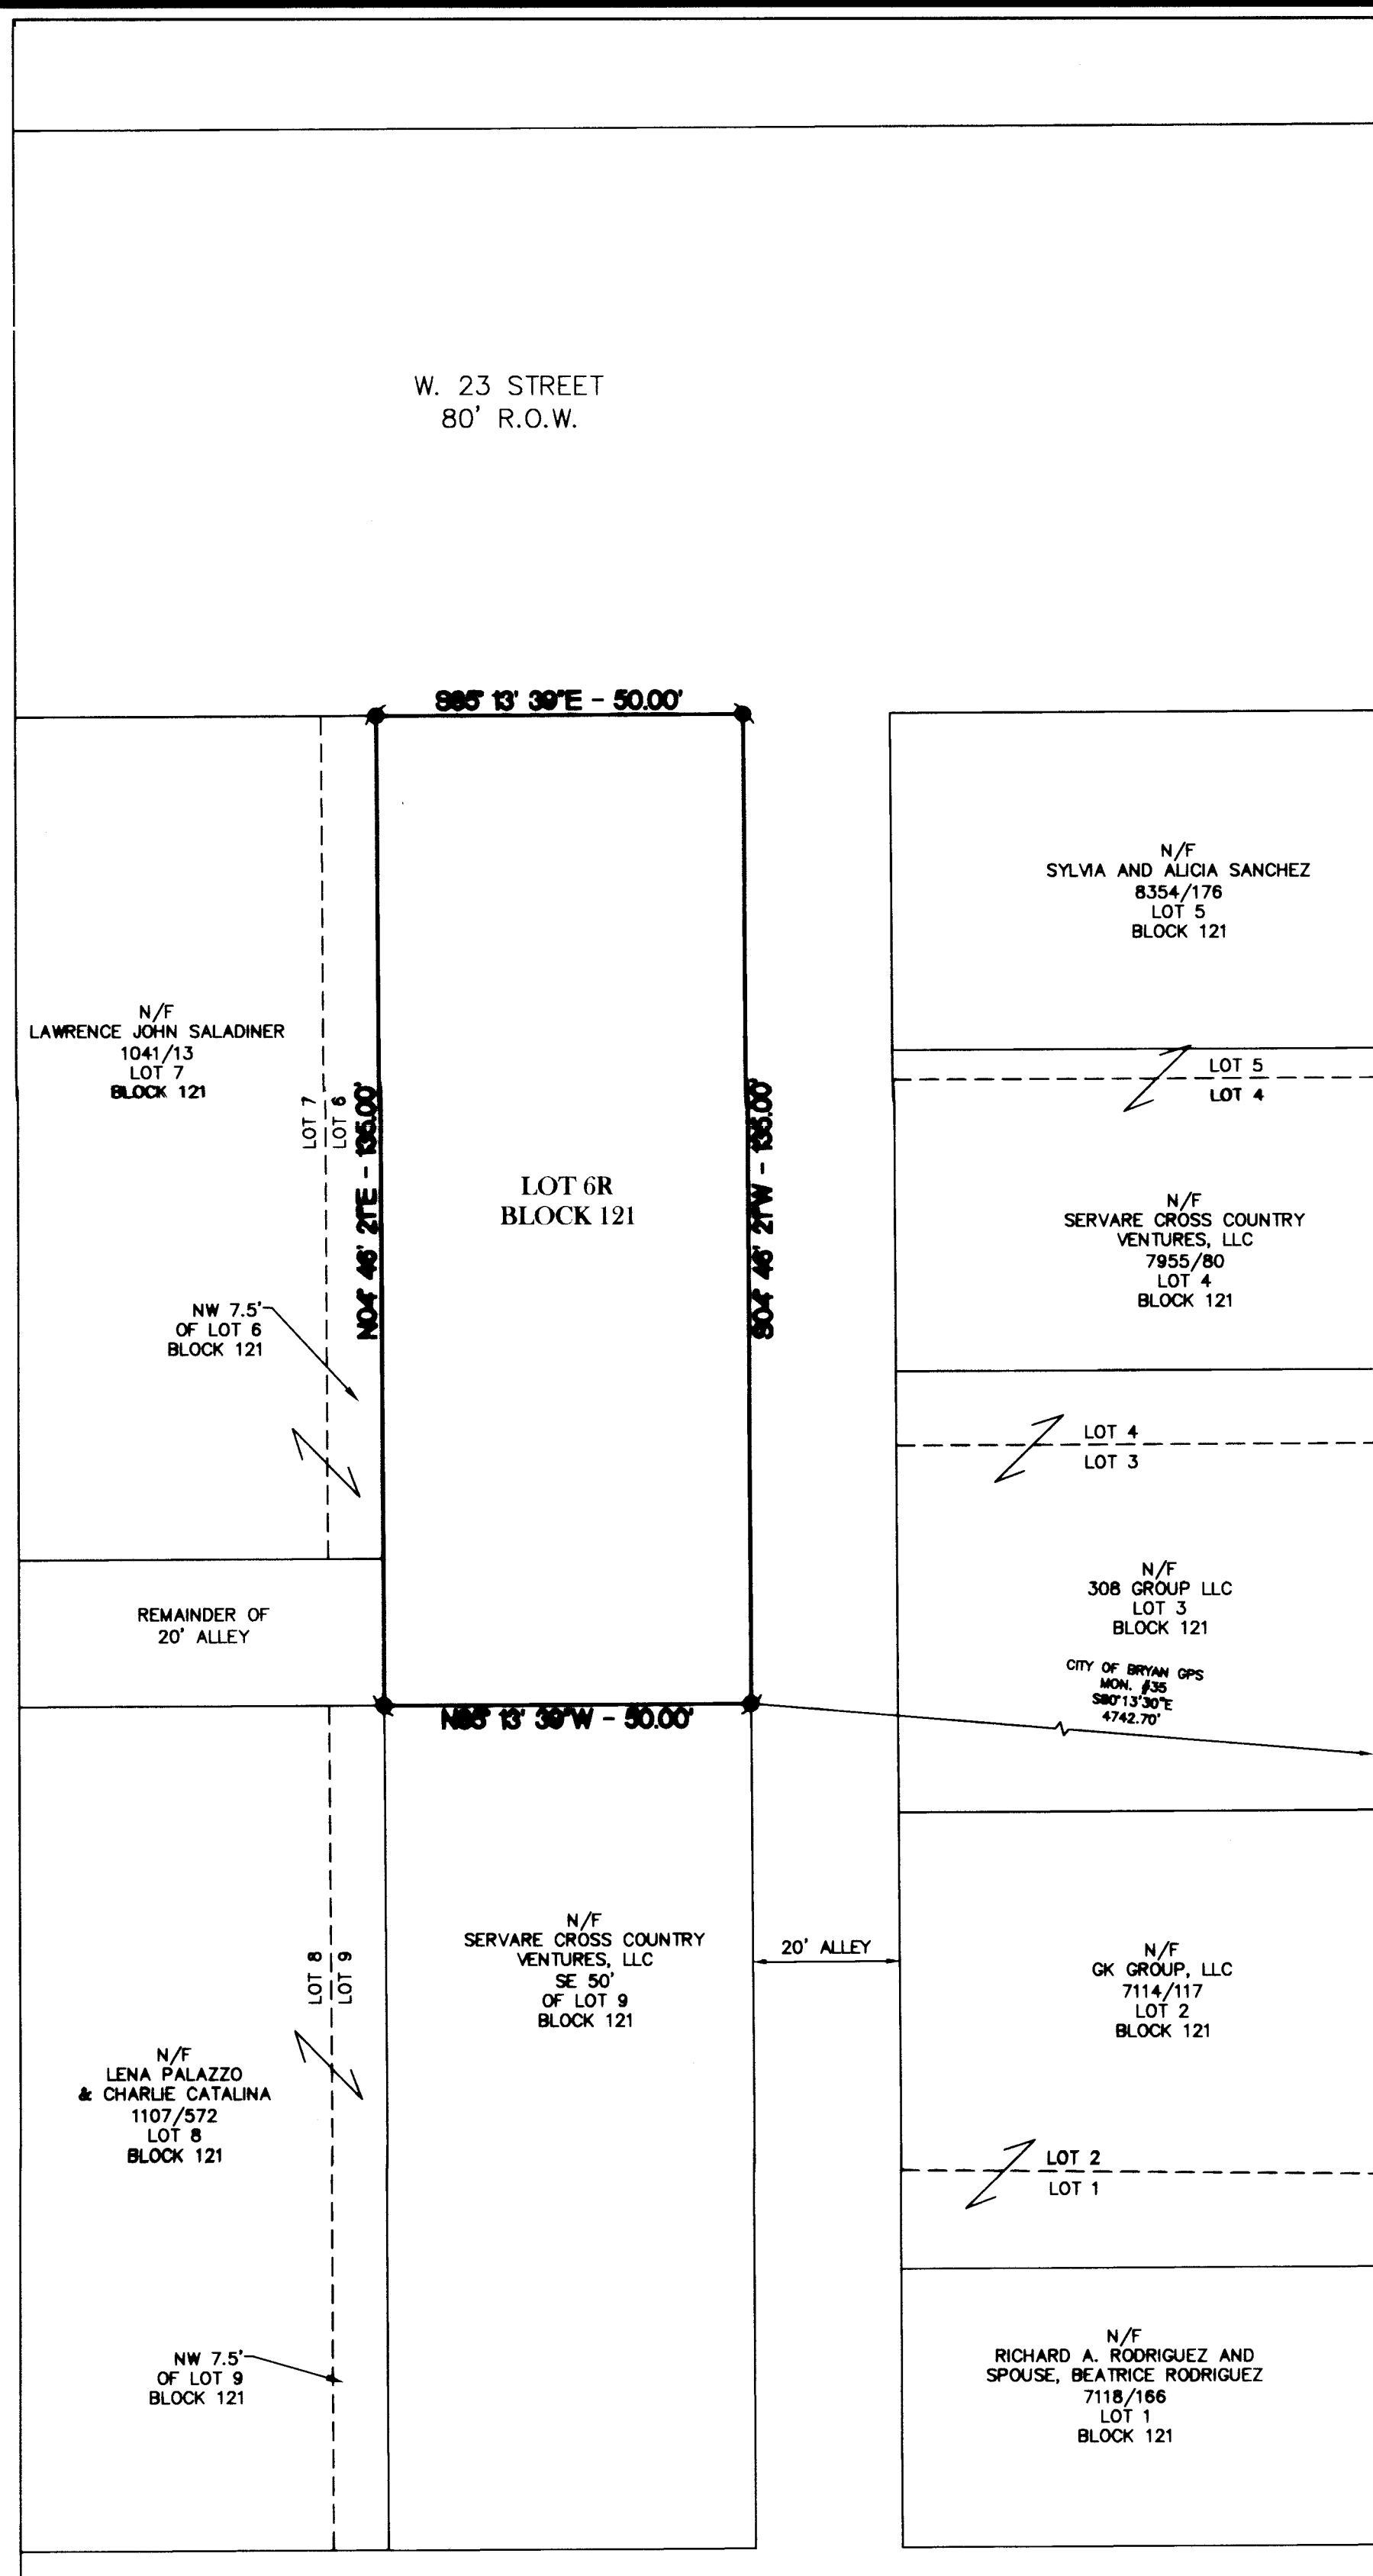 W. 23 STREET
80' R.O.W.
S85° 13' 39"E - 50.00'
N/F
SYLVIA AND ALICIA SANCHEZ
8354/176
LOT 5
BLOCK 121
N/F
LAWRENCE JOHN SALADINER
1041/13
LOT 7
BLOCK 121
LOT 7
LOT 6
N04° 46' 21"E - 135.00'
S04° 46' 21"W - 135.00'
LOT 5
LOT 4
LOT 6R
BLOCK 121
N/F
SERVARE CROSS COUNTRY
VENTURES, LLC
7955/80
LOT 4
BLOCK 121
NW 7.5'
OF LOT 6
BLOCK 121
LOT 4
LOT 3
N/F
308 GROUP LLC
LOT 3
BLOCK 121
REMAINDER OF
20' ALLEY
CITY OF BRYAN GPS
MON. #35
S80°13'30"E
4742.70'
N85° 13' 39"W - 50.00'
N/F
SERVARE CROSS COUNTRY
VENTURES, LLC
SE 50'
OF LOT 9
BLOCK 121
20' ALLEY
N/F
GK GROUP, LLC
7114/117
LOT 2
BLOCK 121
LOT 8
LOT 9
N/F
LENA PALAZZO
& CHARLIE CATALINA
1107/572
LOT 8
BLOCK 121
LOT 2
LOT 1
NW 7.5'
OF LOT 9
BLOCK 121
N/F
RICHARD A. RODRIGUEZ AND
SPOUSE, BEATRICE RODRIGUEZ
7118/166
LOT 1
BLOCK 121